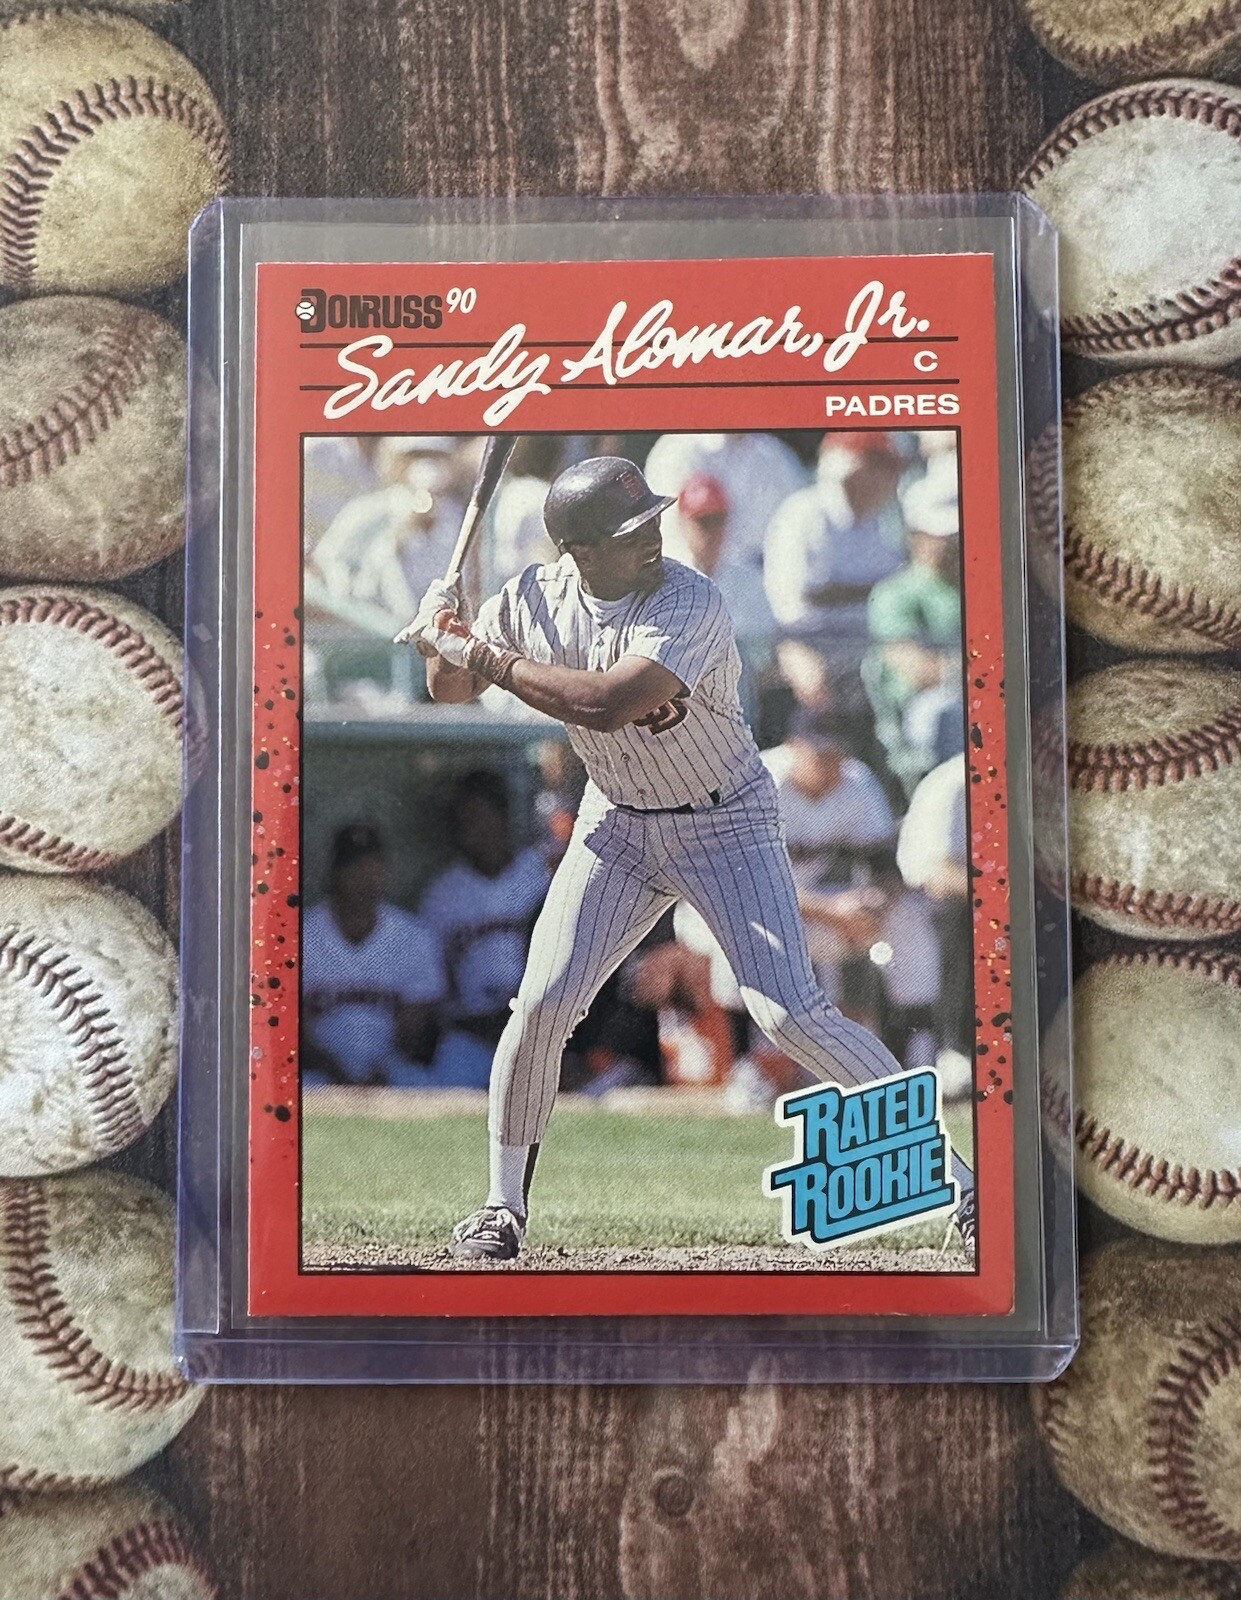 DONRUSS 90
Sandy Alomar, Jr.
C
PADRES
RATED
ROOKIE